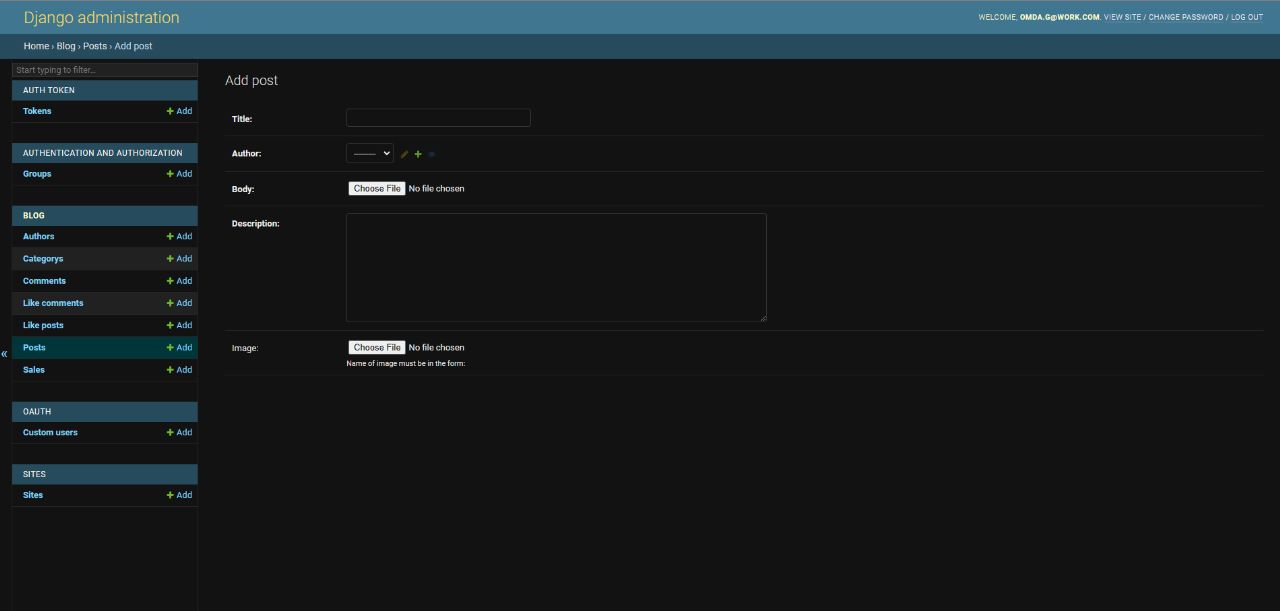 Django administration
WELCOME, OMDA.G@WORK.COM. VIEW SITE / CHANGE PASSWORD / LOG OUT
Home › Blog › Posts › Add post
Start typing to filter...
AUTH TOKEN
Tokens + Add
AUTHENTICATION AND AUTHORIZATION
Groups + Add
BLOG
Authors + Add
Categorys + Add
Comments + Add
Like comments + Add
Like posts + Add
Posts + Add
Sales + Add
OAUTH
Custom users + Add
SITES
Sites + Add
«
Add post
Title:
Author: ---------
Body: Choose File No file chosen
Description:
Image: Choose File No file chosen
Name of image must be in the form: